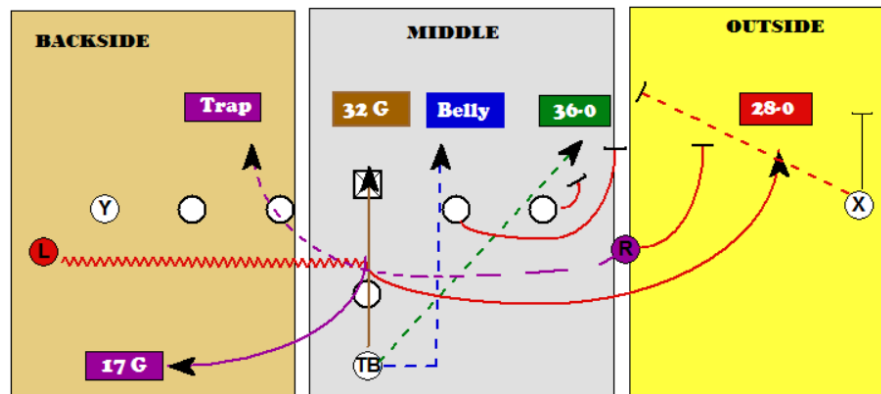 BACKSIDE
MIDDLE
OUTSIDE
Trap
32 G
Belly
36-0
28-0
Y
X
L
R
17 G
TB